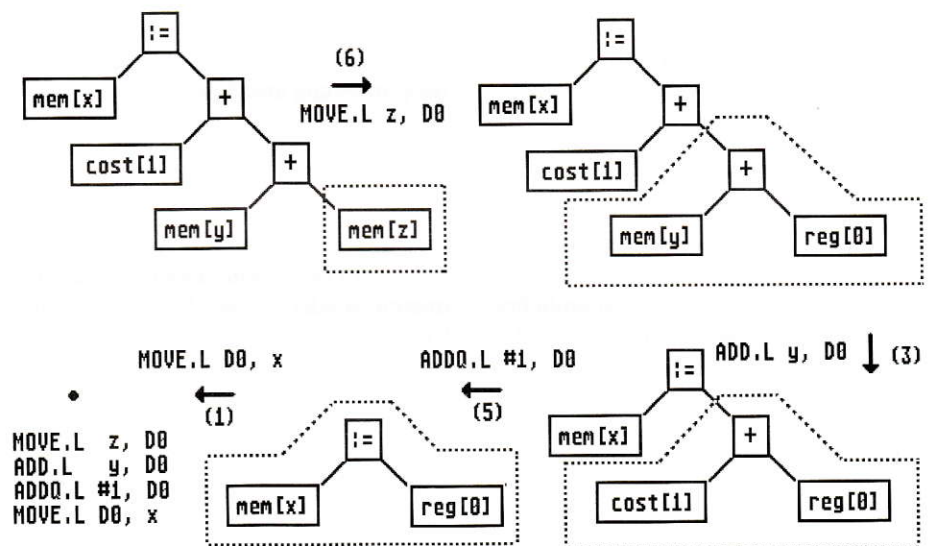 :=
mem[x]
+
cost[1]
+
mem[y]
mem[z]
(6)
MOVE.L z, D0
:=
mem[x]
+
cost[1]
+
mem[y]
reg[0]
ADD.L y, D0
(3)
:=
mem[x]
+
cost[1]
reg[0]
ADDQ.L #1, D0
(5)
:=
mem[x]
reg[0]
MOVE.L D0, x
(1)
MOVE.L z, D0
ADD.L y, D0
ADDQ.L #1, D0
MOVE.L D0, x